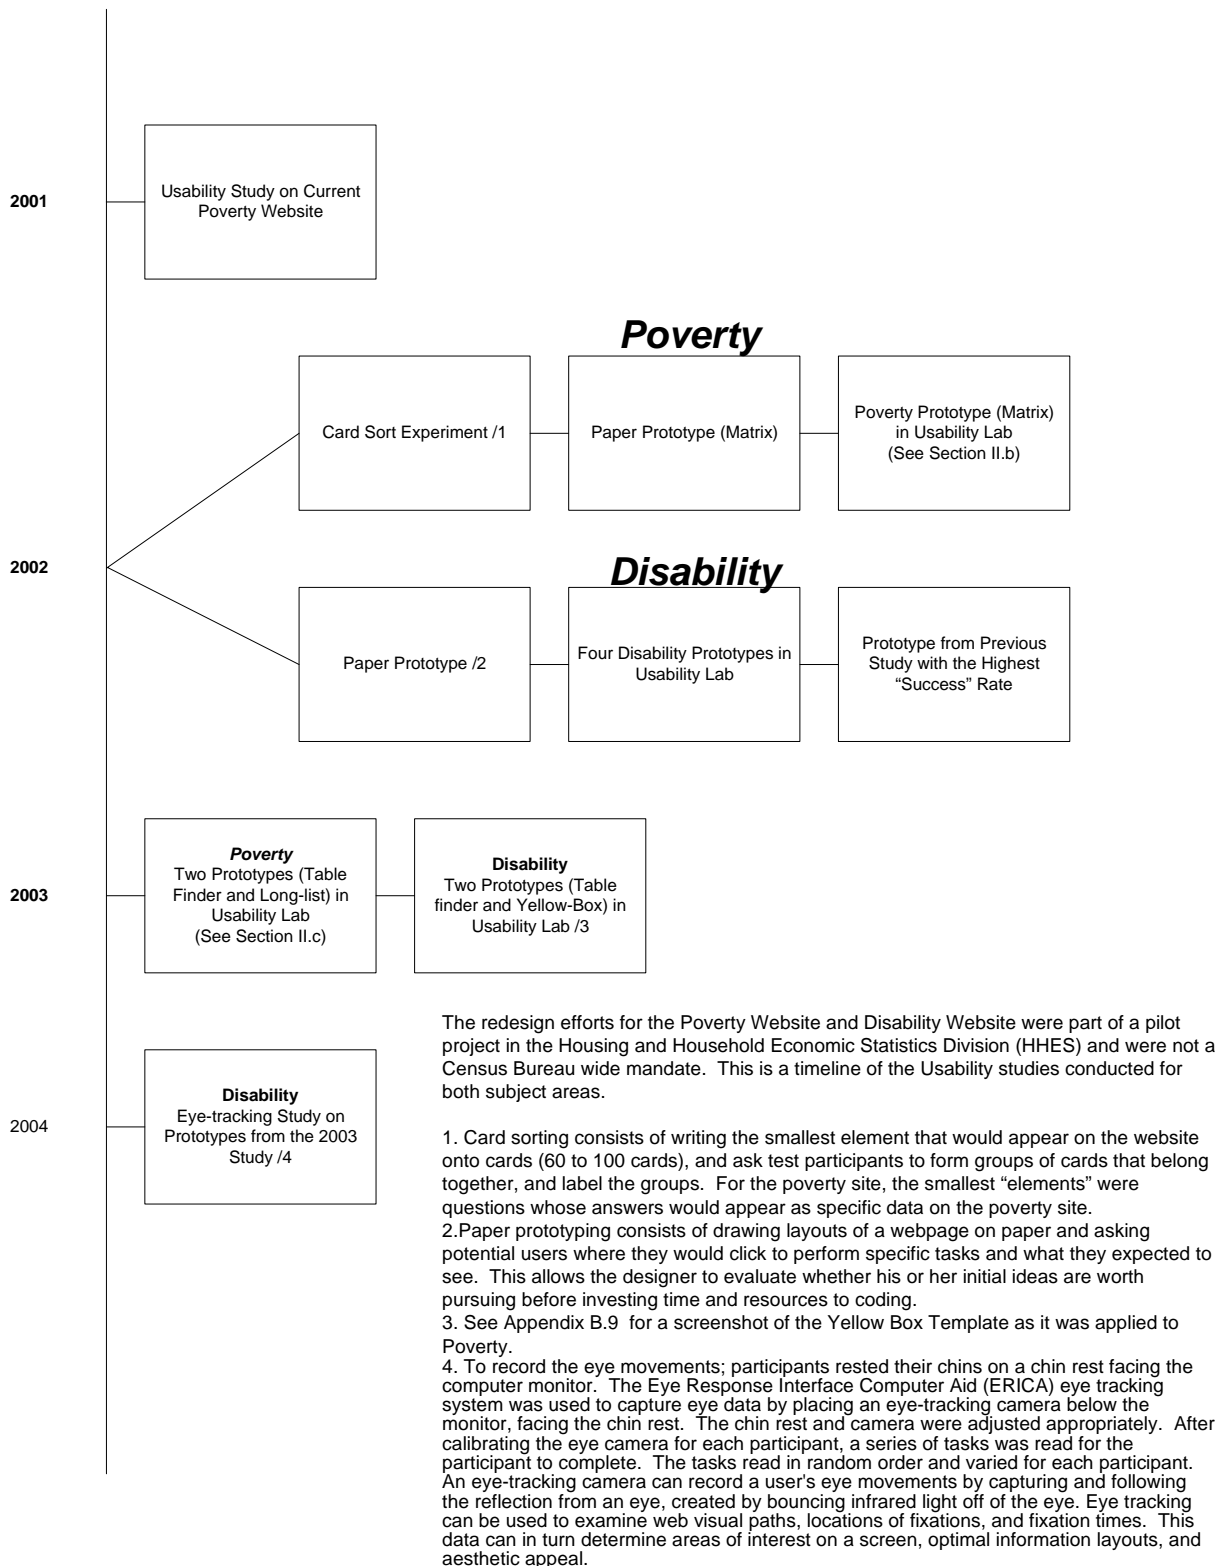 2001
Usability Study on Current
Poverty Website
Poverty
Card Sort Experiment /1
Paper Prototype (Matrix)
Poverty Prototype (Matrix)
in Usability Lab
(See Section II.b)
2002
Disability
Paper Prototype /2
Four Disability Prototypes in
Usability Lab
Prototype from Previous
Study with the Highest
“Success” Rate
2003
Poverty
Two Prototypes (Table
Finder and Long-list) in
Usability Lab
(See Section II.c)
Disability
Two Prototypes (Table
finder and Yellow-Box) in
Usability Lab /3
2004
Disability
Eye-tracking Study on
Prototypes from the 2003
Study /4
The redesign efforts for the Poverty Website and Disability Website were part of a pilot
project in the Housing and Household Economic Statistics Division (HHES) and were not a
Census Bureau wide mandate.  This is a timeline of the Usability studies conducted for
both subject areas.
1. Card sorting consists of writing the smallest element that would appear on the website
onto cards (60 to 100 cards), and ask test participants to form groups of cards that belong
together, and label the groups.  For the poverty site, the smallest “elements” were
questions whose answers would appear as specific data on the poverty site.
2.Paper prototyping consists of drawing layouts of a webpage on paper and asking
potential users where they would click to perform specific tasks and what they expected to
see.  This allows the designer to evaluate whether his or her initial ideas are worth
pursuing before investing time and resources to coding.
3. See Appendix B.9  for a screenshot of the Yellow Box Template as it was applied to
Poverty.
4. To record the eye movements; participants rested their chins on a chin rest facing the
computer monitor.  The Eye Response Interface Computer Aid (ERICA) eye tracking
system was used to capture eye data by placing an eye-tracking camera below the
monitor, facing the chin rest.  The chin rest and camera were adjusted appropriately.  After
calibrating the eye camera for each participant, a series of tasks was read for the
participant to complete.  The tasks read in random order and varied for each participant.
An eye-tracking camera can record a user's eye movements by capturing and following
the reflection from an eye, created by bouncing infrared light off of the eye. Eye tracking
can be used to examine web visual paths, locations of fixations, and fixation times.  This
data can in turn determine areas of interest on a screen, optimal information layouts, and
aesthetic appeal.